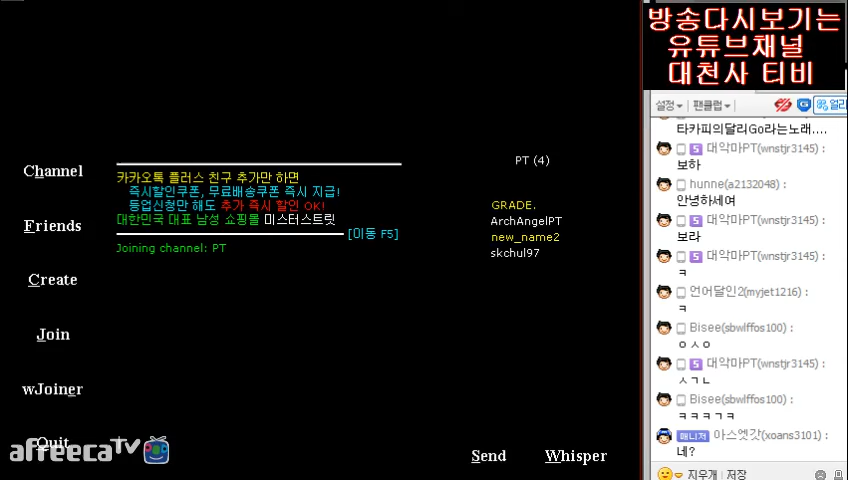 방송다시보기는
유튜브채널
대천사 티비
설정
팬클럽
얼리
타카피의달리Go라는노래....
Channel
Friends
Create
Join
wJoiner
Quit
카카오톡 플러스 친구 추가만 하면
즉시할인쿠폰, 무료배송쿠폰 즉시 지급!
등업신청만 해도 추가 즉시 할인 OK!
대한민국 대표 남성 쇼핑몰 미스터스트릿
[이동 F5]
Joining channel: PT
PT (4)
GRADE.
ArchAngelPT
new_name2
skchul97
Send
Whisper
afreecaTV
5 대악마PT(wnstjr3145) :
보하
hunne(a2132048) :
안녕하세여
5 대악마PT(wnstjr3145) :
보라
5 대악마PT(wnstjr3145) :
ㅋ
언어달인2(myjet1216) :
ㅋ
Bisee(sbwlffos100) :
ㅇㅅㅇ
5 대악마PT(wnstjr3145) :
ㅅㄱㄴ
Bisee(sbwlffos100) :
ㅋㅋㅋㄱㅋ
매니저 아스엣갓(xoans3101) :
네?
지우개 | 저장